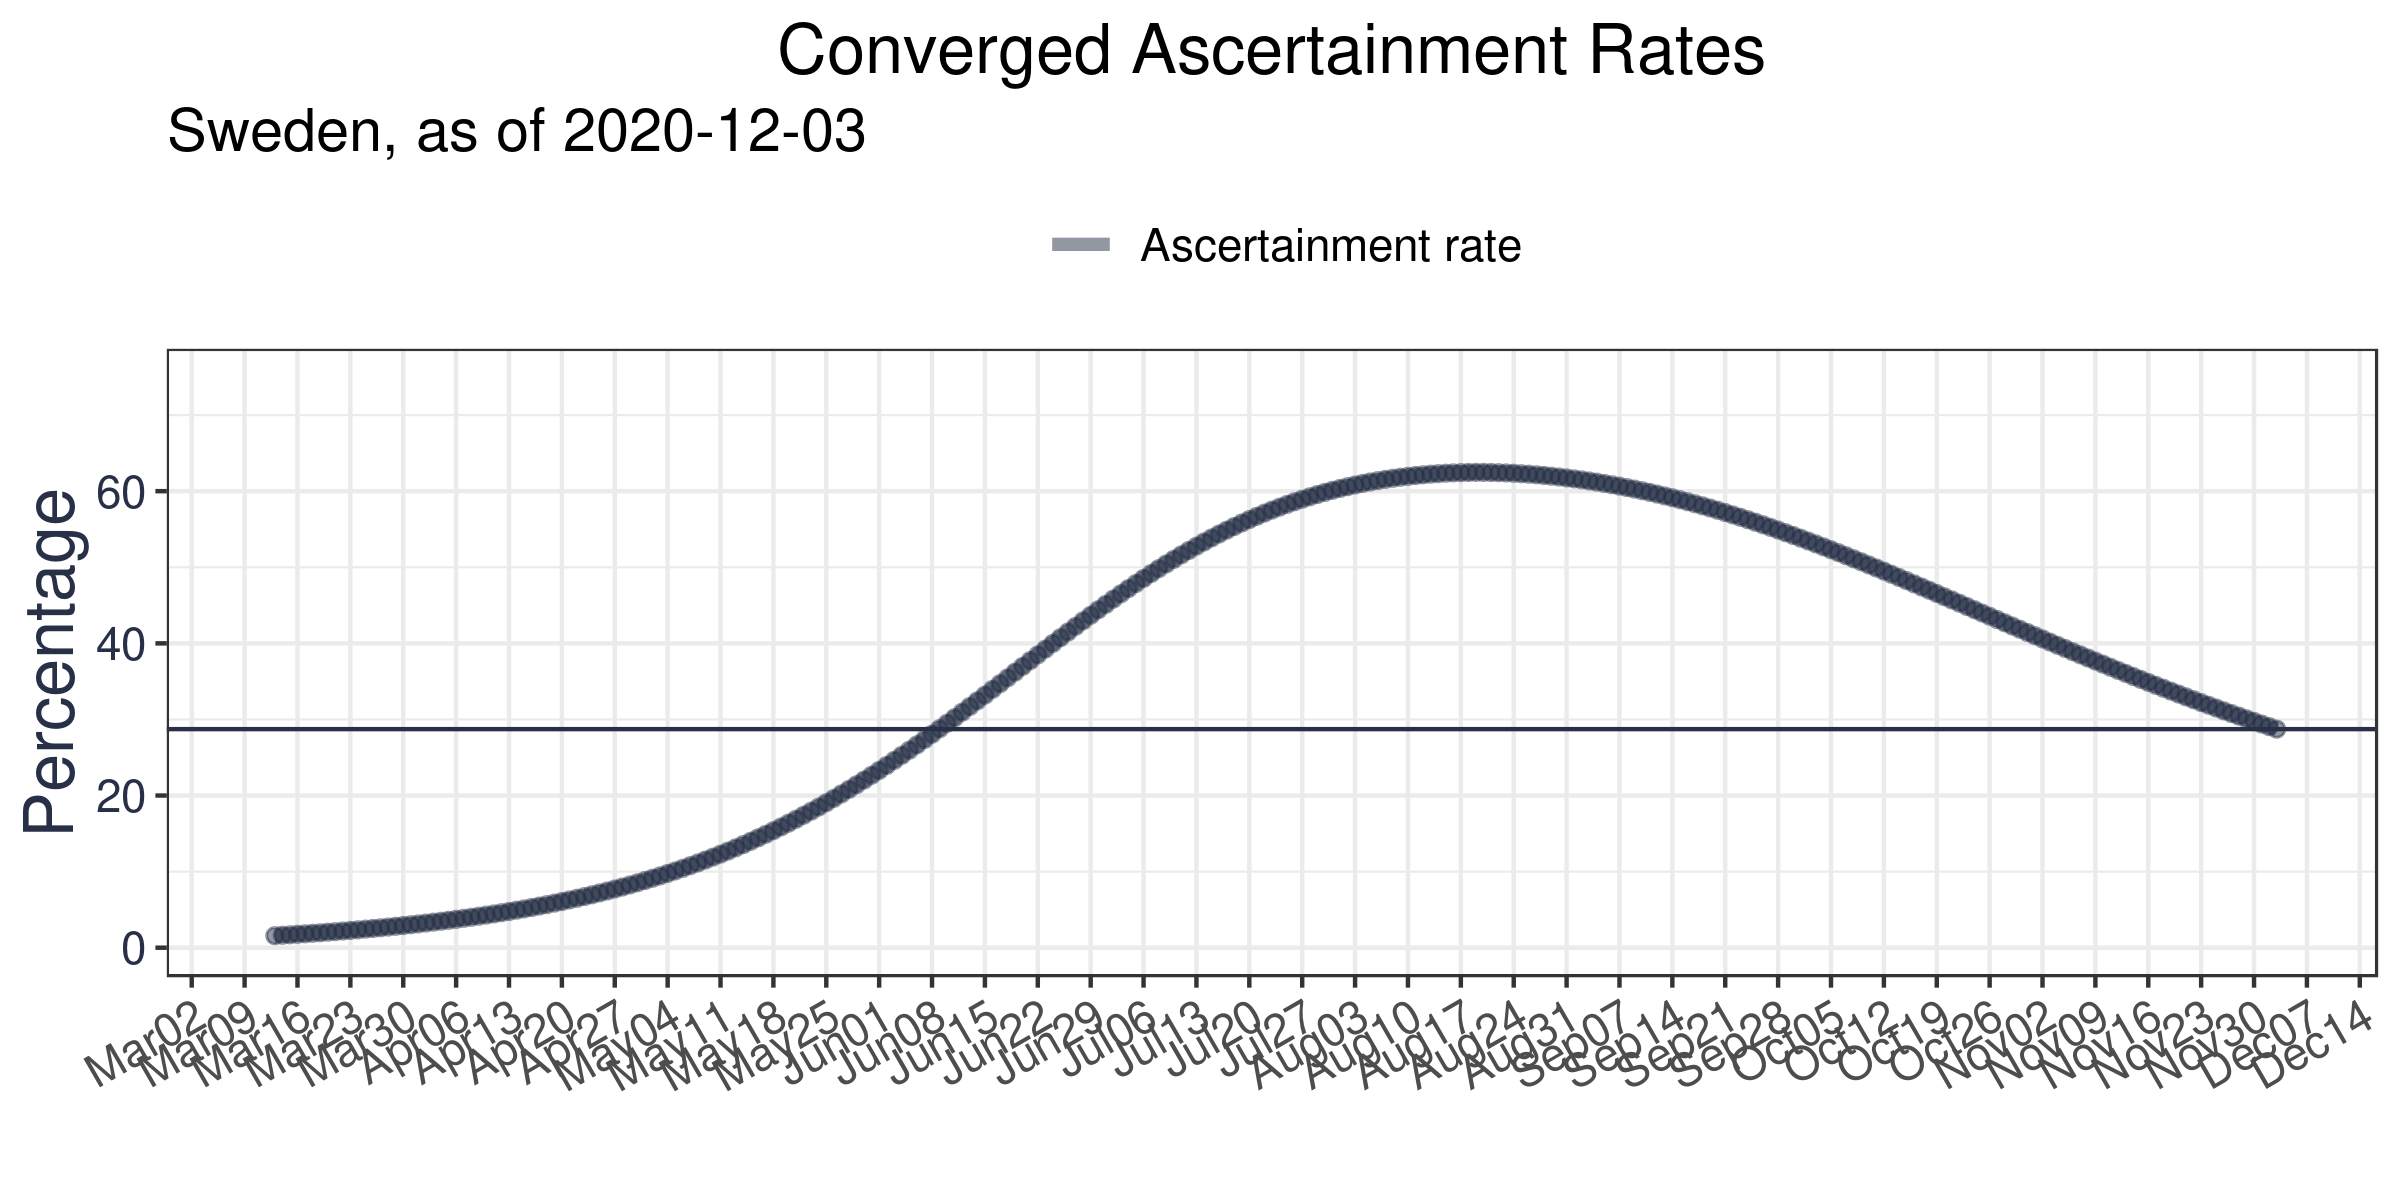 Converged Ascertainment Rates
Sweden, as of 2020-12-03
Ascertainment rate
Percentage
60
40
20
0
Mar02
Mar09
Mar16
Mar23
Mar30
Apr06
Apr13
Apr20
Apr27
May04
May11
May18
May25
Jun01
Jun08
Jun15
Jun22
Jun29
Jul06
Jul13
Jul20
Jul27
Aug03
Aug10
Aug17
Aug24
Aug31
Sep07
Sep14
Sep21
Sep28
Oct05
Oct12
Oct19
Oct26
Nov02
Nov09
Nov16
Nov23
Nov30
Dec07
Dec14